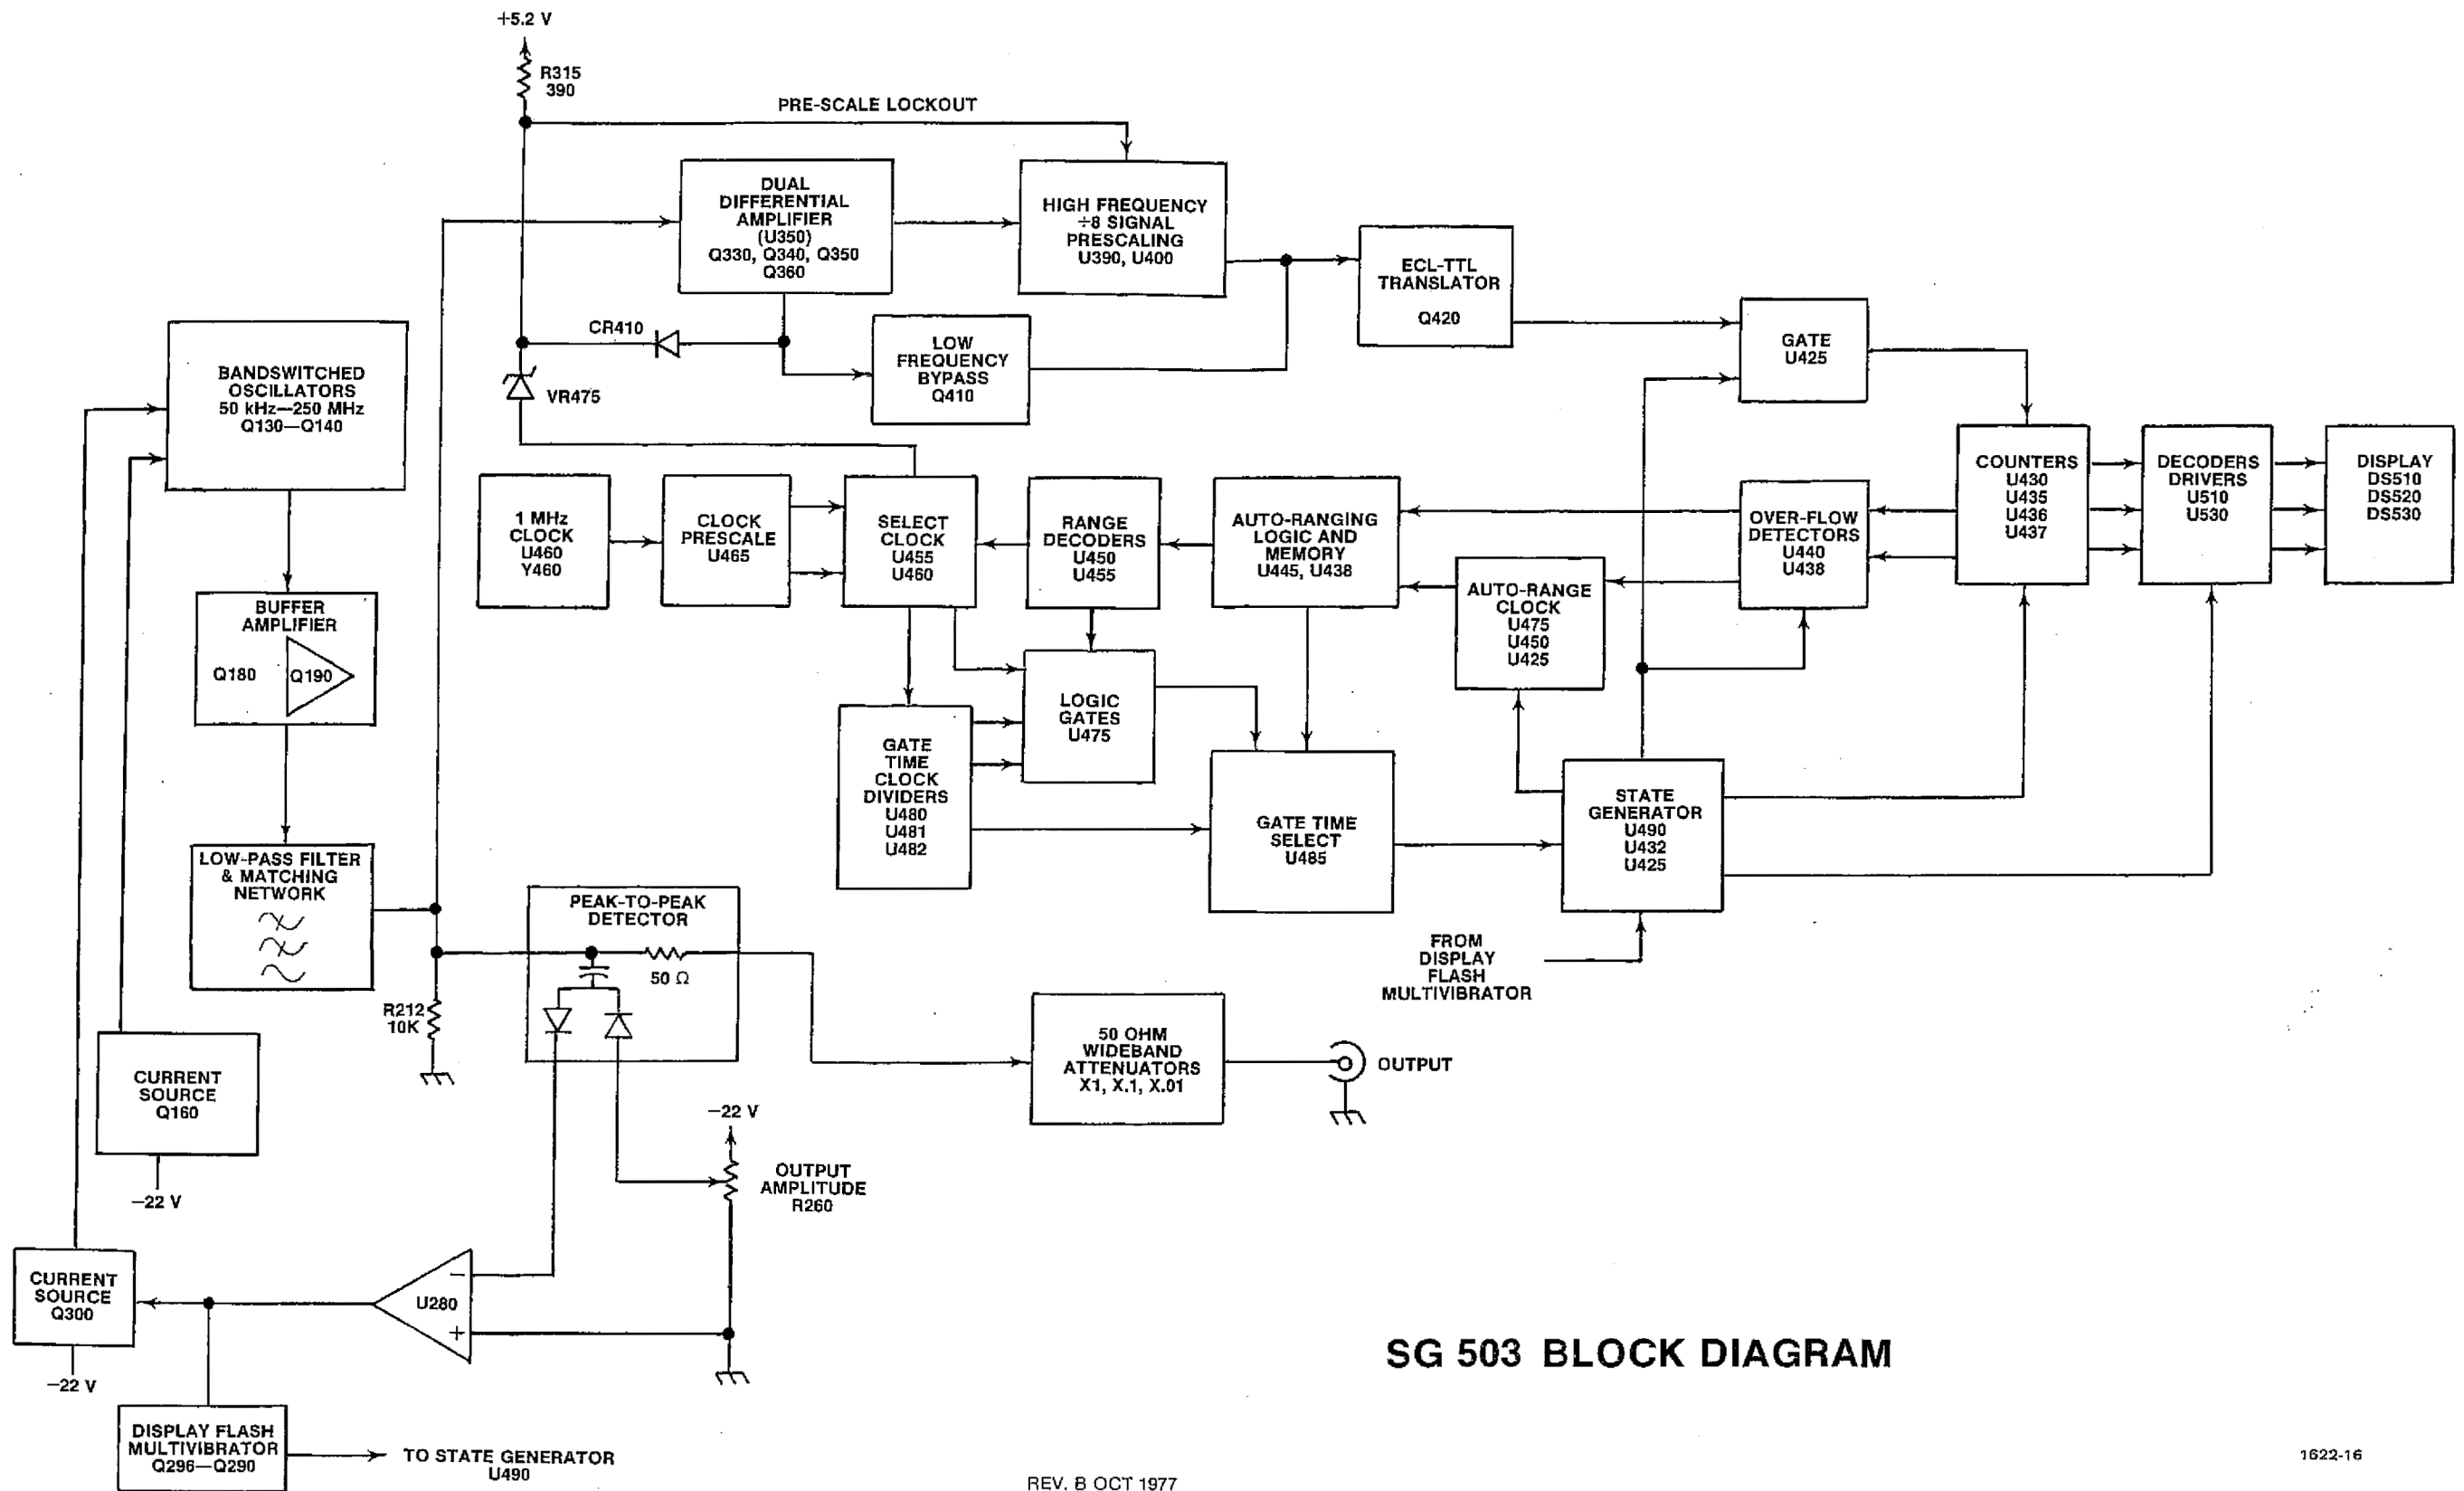 +5.2 V
R315
390
PRE-SCALE LOCKOUT
DUAL
DIFFERENTIAL
AMPLIFIER
(U350)
Q330, Q340, Q350
Q360
HIGH FREQUENCY
÷8 SIGNAL
PRESCALING
U390, U400
ECL-TTL
TRANSLATOR
Q420
GATE
U425
CR410
LOW
FREQUENCY
BYPASS
Q410
VR475
BANDSWITCHED
OSCILLATORS
50 kHz—250 MHz
Q130—Q140
1 MHz
CLOCK
U460
Y460
CLOCK
PRESCALE
U465
SELECT
CLOCK
U455
U460
RANGE
DECODERS
U450
U455
AUTO-RANGING
LOGIC AND
MEMORY
U445, U438
AUTO-RANGE
CLOCK
U475
U450
U425
OVER-FLOW
DETECTORS
U440
U438
COUNTERS
U430
U435
U436
U437
DECODERS
DRIVERS
U510
U530
DISPLAY
DS510
DS520
DS530
BUFFER
AMPLIFIER
Q180
Q190
LOGIC
GATES
U475
GATE
TIME
CLOCK
DIVIDERS
U480
U481
U482
GATE TIME
SELECT
U485
STATE
GENERATOR
U490
U432
U425
LOW-PASS FILTER
& MATCHING
NETWORK
PEAK-TO-PEAK
DETECTOR
50 Ω
R212
10K
FROM
DISPLAY
FLASH
MULTIVIBRATOR
50 OHM
WIDEBAND
ATTENUATORS
X1, X.1, X.01
OUTPUT
CURRENT
SOURCE
Q160
−22 V
−22 V
OUTPUT
AMPLITUDE
R260
CURRENT
SOURCE
Q300
−22 V
U280
−
+
DISPLAY FLASH
MULTIVIBRATOR
Q296—Q290
TO STATE GENERATOR
U490
SG 503 BLOCK DIAGRAM
REV. B OCT 1977
1622-16